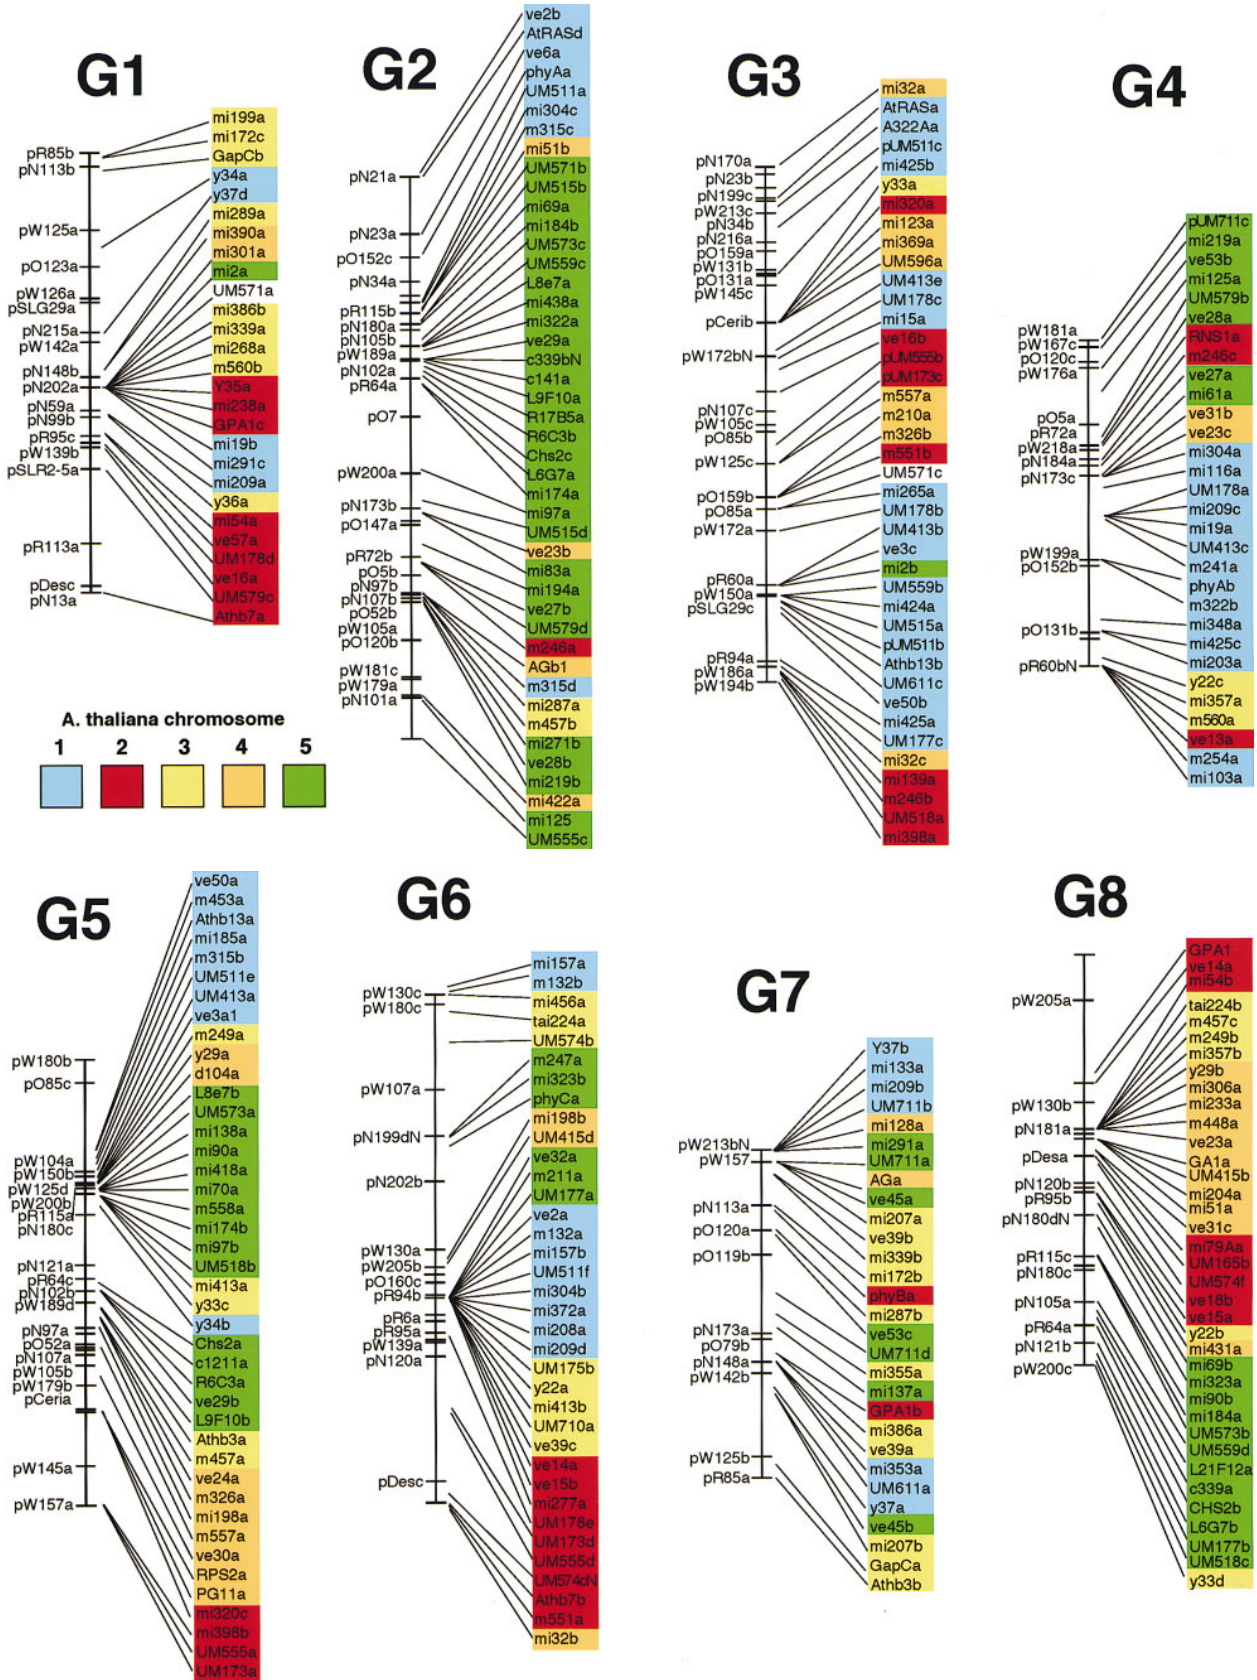 G1
mi199a
mi172c
GapCb
y34a
y37d
mi289a
mi390a
mi301a
mi2a
UM571a
mi386b
mi339a
mi268a
m560b
Y35a
mi238a
GPA1c
mi19b
mi291c
mi209a
y36a
mi54a
ve57a
UM178d
ve16a
UM579c
Athb7a
pR85b
pN113b
pW125a
pO123a
pW126a
pSLG29a
pN215a
pW142a
pN148b
pN202a
pN59a
pN99b
pR95c
pW139b
pSLR2-5a
pR113a
pDesc
pN13a
A. thaliana chromosome
1 2 3 4 5
G2
ve2b
AtRASd
ve6a
phyAa
UM511a
mi304c
m315c
mi51b
UM571b
UM515b
mi69a
mi184b
UM573c
UM559c
L8e7a
mi438a
mi322a
ve29a
c339bN
c141a
L9F10a
R17B5a
R6C3b
Chs2c
L6G7a
mi174a
mi97a
UM515d
ve23b
mi83a
mi194a
ve27b
UM579d
m246a
AGb1
m315d
mi287a
m457b
mi271b
ve28b
mi219b
mi422a
mi125
UM555c
pN21a
pN23a
pO152c
pN34a
pR115b
pN180a
pN105b
pW189a
pN102a
pR64a
pO7
pW200a
pN173b
pO147a
pR72b
pO5b
pN97b
pN107b
pO52b
pW105a
pO120b
pW181c
pW179a
pN101a
G3
mi32a
AtRASa
A322Aa
pUM511c
mi425b
y33a
mi320a
mi123a
mi369a
UM596a
UM413e
UM178c
mi15a
ve16b
pUM555b
pUM173c
m557a
m210a
m326b
m551b
UM571c
mi265a
UM178b
UM413b
ve3c
mi2b
UM559b
mi424a
UM515a
pUM511b
Athb13b
UM611c
ve50b
mi425a
UM177c
mi32c
mi139a
m246b
UM518a
mi398a
pN170a
pN23b
pN199c
pW213c
pN34b
pN216a
pO159a
pW131b
pO131a
pW145c
pCerib
pW172bN
pN107c
pW105c
pO85b
pW125c
pO159b
pO85a
pW172a
pR60a
pW150a
pSLG29c
pR94a
pW186a
pW194b
G4
pUM711c
mi219a
ve53b
mi125a
UM579b
ve28a
RNS1a
m246c
ve27a
mi61a
ve31b
ve23c
mi304a
mi116a
UM178a
mi209c
mi19a
UM413c
m241a
phyAb
m322b
mi348a
mi425c
mi203a
y22c
mi357a
m560a
ve13a
m254a
mi103a
pW181a
pW167c
pO120c
pW176a
pO5a
pR72a
pW218a
pN184a
pN173c
pW199a
pO152b
pO131b
pR60bN
G5
ve50a
m453a
Athb13a
mi185a
m315b
UM511e
UM413a
ve3a1
m249a
y29a
d104a
L8e7b
UM573a
mi138a
mi90a
mi418a
mi70a
m558a
mi174b
mi97b
UM518b
mi413a
y33c
y34b
Chs2a
c1211a
R6C3a
ve29b
L9F10b
Athb3a
m457a
ve24a
m326a
mi198a
m557a
ve30a
RPS2a
PG11a
mi320c
mi398b
UM555a
UM173a
pW180b
pO85c
pW104a
pW150b
pW125d
pW200b
pR115a
pN180c
pN121a
pR64c
pN102b
pW189d
pN97a
pO52a
pN107a
pW105b
pW179b
pCeria
pW145a
pW157a
G6
mi157a
m132b
mi456a
tai224a
UM574b
m247a
mi323b
phyCa
mi198b
UM415d
ve32a
m211a
UM177a
ve2a
m132a
mi157b
UM511f
mi304b
mi372a
mi208a
mi209d
UM175b
y22a
mi413b
UM710a
ve39c
ve14a
ve15b
mi277a
UM178e
UM173d
UM555d
UM574cN
Athb7b
m551a
mi32b
pW130c
pW180c
pW107a
pN199dN
pN202b
pW130a
pW205b
pO160c
pR94b
pR6a
pR95a
pW139a
pN120a
pDesc
G7
Y37b
mi133a
mi209b
UM711b
mi128a
mi291a
UM711a
AGa
ve45a
mi207a
ve39b
mi339b
mi172b
phyBa
mi287b
ve53c
UM711d
mi355a
mi137a
GPA1b
mi386a
ve39a
mi353a
UM611a
y37a
ve45b
mi207b
GapCa
Athb3b
pW213bN
pW157
pN113a
pO120a
pO119b
pN173a
pO79b
pN148a
pW142b
pW125b
pR85a
G8
GPA1
ve14a
mi54b
tai224b
m457c
m249b
mi357b
y29b
mi306a
mi233a
m448a
ve23a
GA1a
UM415b
mi204a
mi51a
ve31c
mi79Aa
UM165b
UM574f
ve18b
ve15a
y22b
mi431a
mi69b
mi323a
mi90b
mi184a
UM573b
UM559d
L21F12a
c339a
CHS2b
L6G7b
UM177b
UM518c
y33d
pW205a
pW130b
pN181a
pDesa
pN120b
pR95b
pN180dN
pR115c
pN180c
pN105a
pR64a
pN121b
pW200c